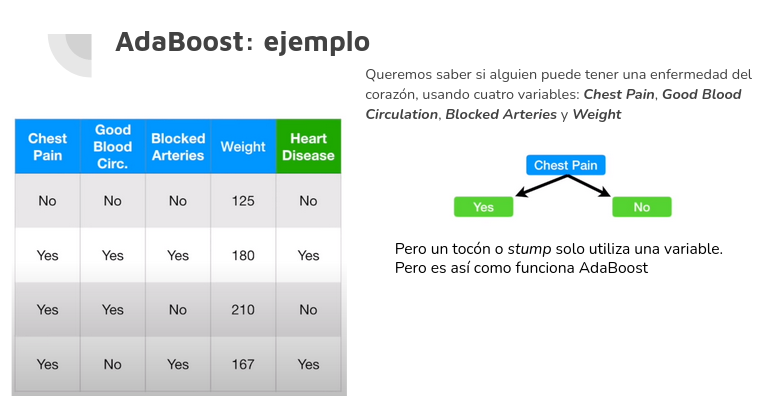 AdaBoost: ejemplo
Queremos saber si alguien puede tener una enfermedad del
corazón, usando cuatro variables: Chest Pain, Good Blood
Circulation, Blocked Arteries y Weight
Chest Pain
Good Blood Circ.
Blocked Arteries
Weight
Heart Disease
No No No 125 No
Yes Yes Yes 180 Yes
Yes Yes No 210 No
Yes No Yes 167 Yes
Chest Pain
Yes No
Pero un tocón o stump solo utiliza una variable.
Pero es así como funciona AdaBoost